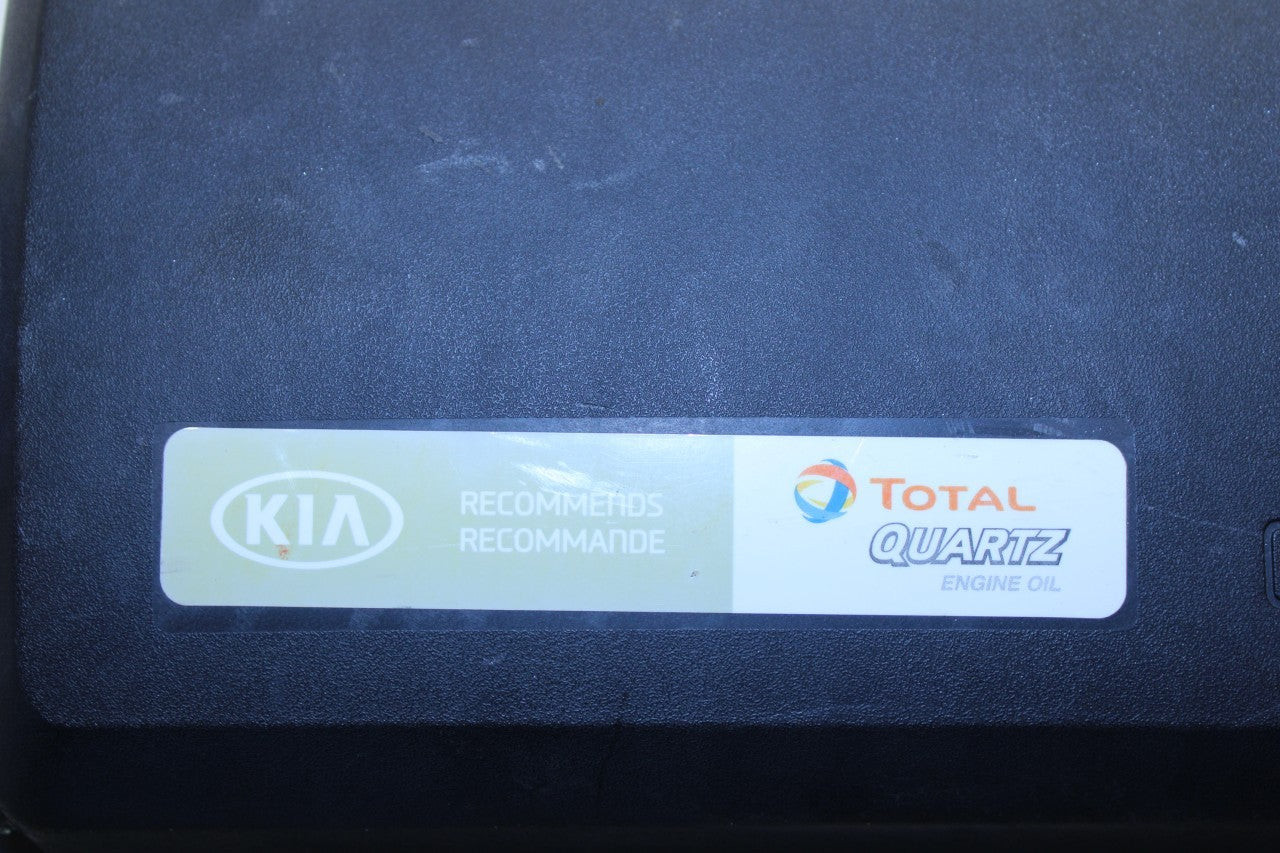 KIA
RECOMMENDS
RECOMMANDE
TOTAL
QUARTZ
ENGINE OIL